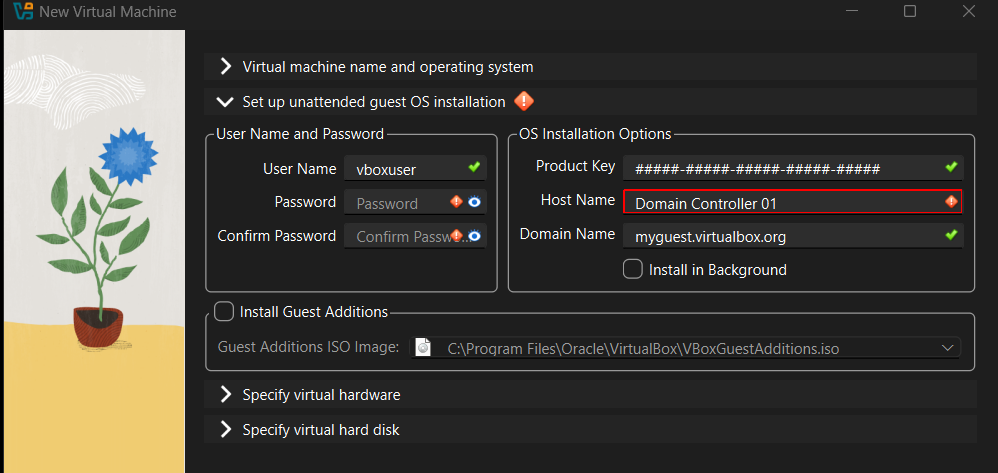 New Virtual Machine
Virtual machine name and operating system
Set up unattended guest OS installation
User Name and Password
User Name vboxuser
Password Password
Confirm Password Confirm Passw...
OS Installation Options
Product Key #####-#####-#####-#####-#####
Host Name Domain Controller 01
Domain Name myguest.virtualbox.org
Install in Background
Install Guest Additions
Guest Additions ISO Image: C:\Program Files\Oracle\VirtualBox\VBoxGuestAdditions.iso
Specify virtual hardware
Specify virtual hard disk